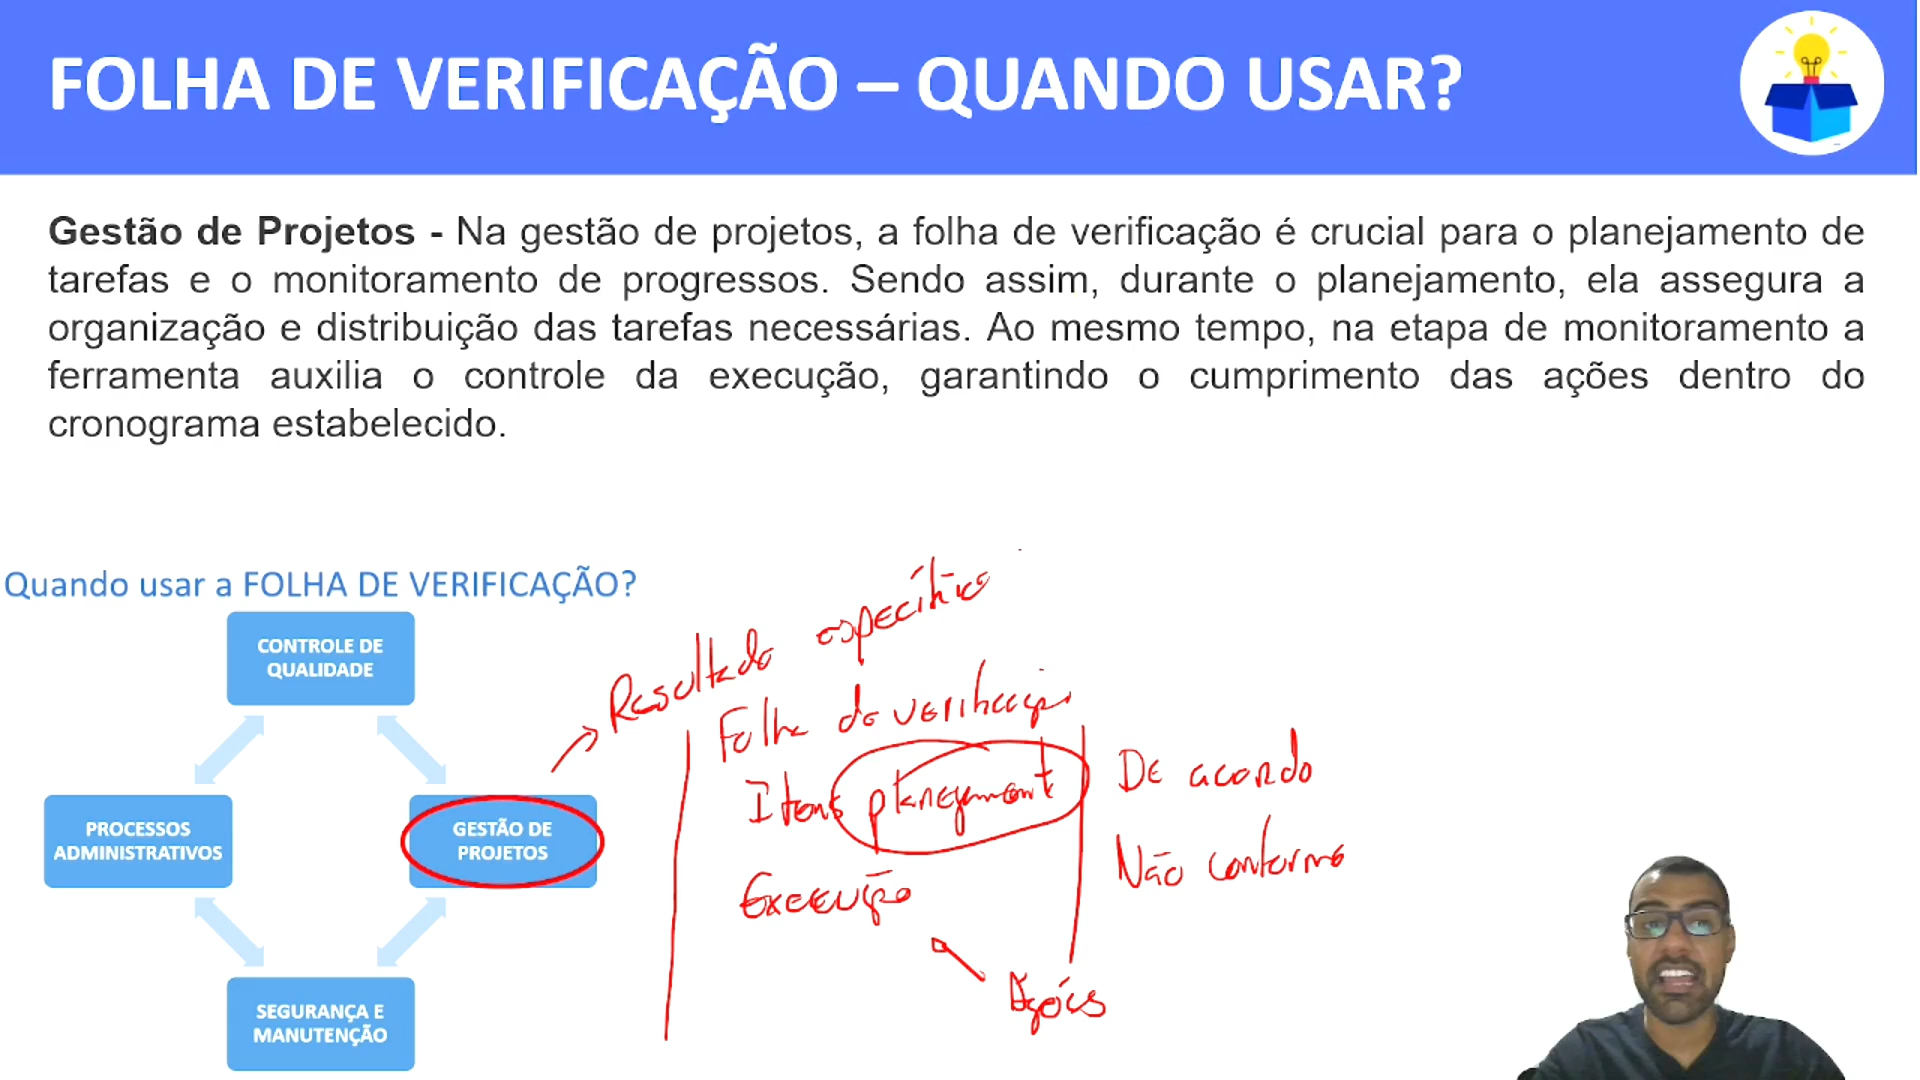 FOLHA DE VERIFICAÇÃO – QUANDO USAR?
Gestão de Projetos - Na gestão de projetos, a folha de verificação é crucial para o planejamento de
tarefas e o monitoramento de progressos. Sendo assim, durante o planejamento, ela assegura a
organização e distribuição das tarefas necessárias. Ao mesmo tempo, na etapa de monitoramento a
ferramenta auxilia o controle da execução, garantindo o cumprimento das ações dentro do
cronograma estabelecido.
Quando usar a FOLHA DE VERIFICAÇÃO?
CONTROLE DE
QUALIDADE
PROCESSOS
ADMINISTRATIVOS
GESTÃO DE
PROJETOS
SEGURANÇA E
MANUTENÇÃO
Resultado específico
Folha de verificação
Itens planejamento
Execução
Ações
De acordo
Não conforme